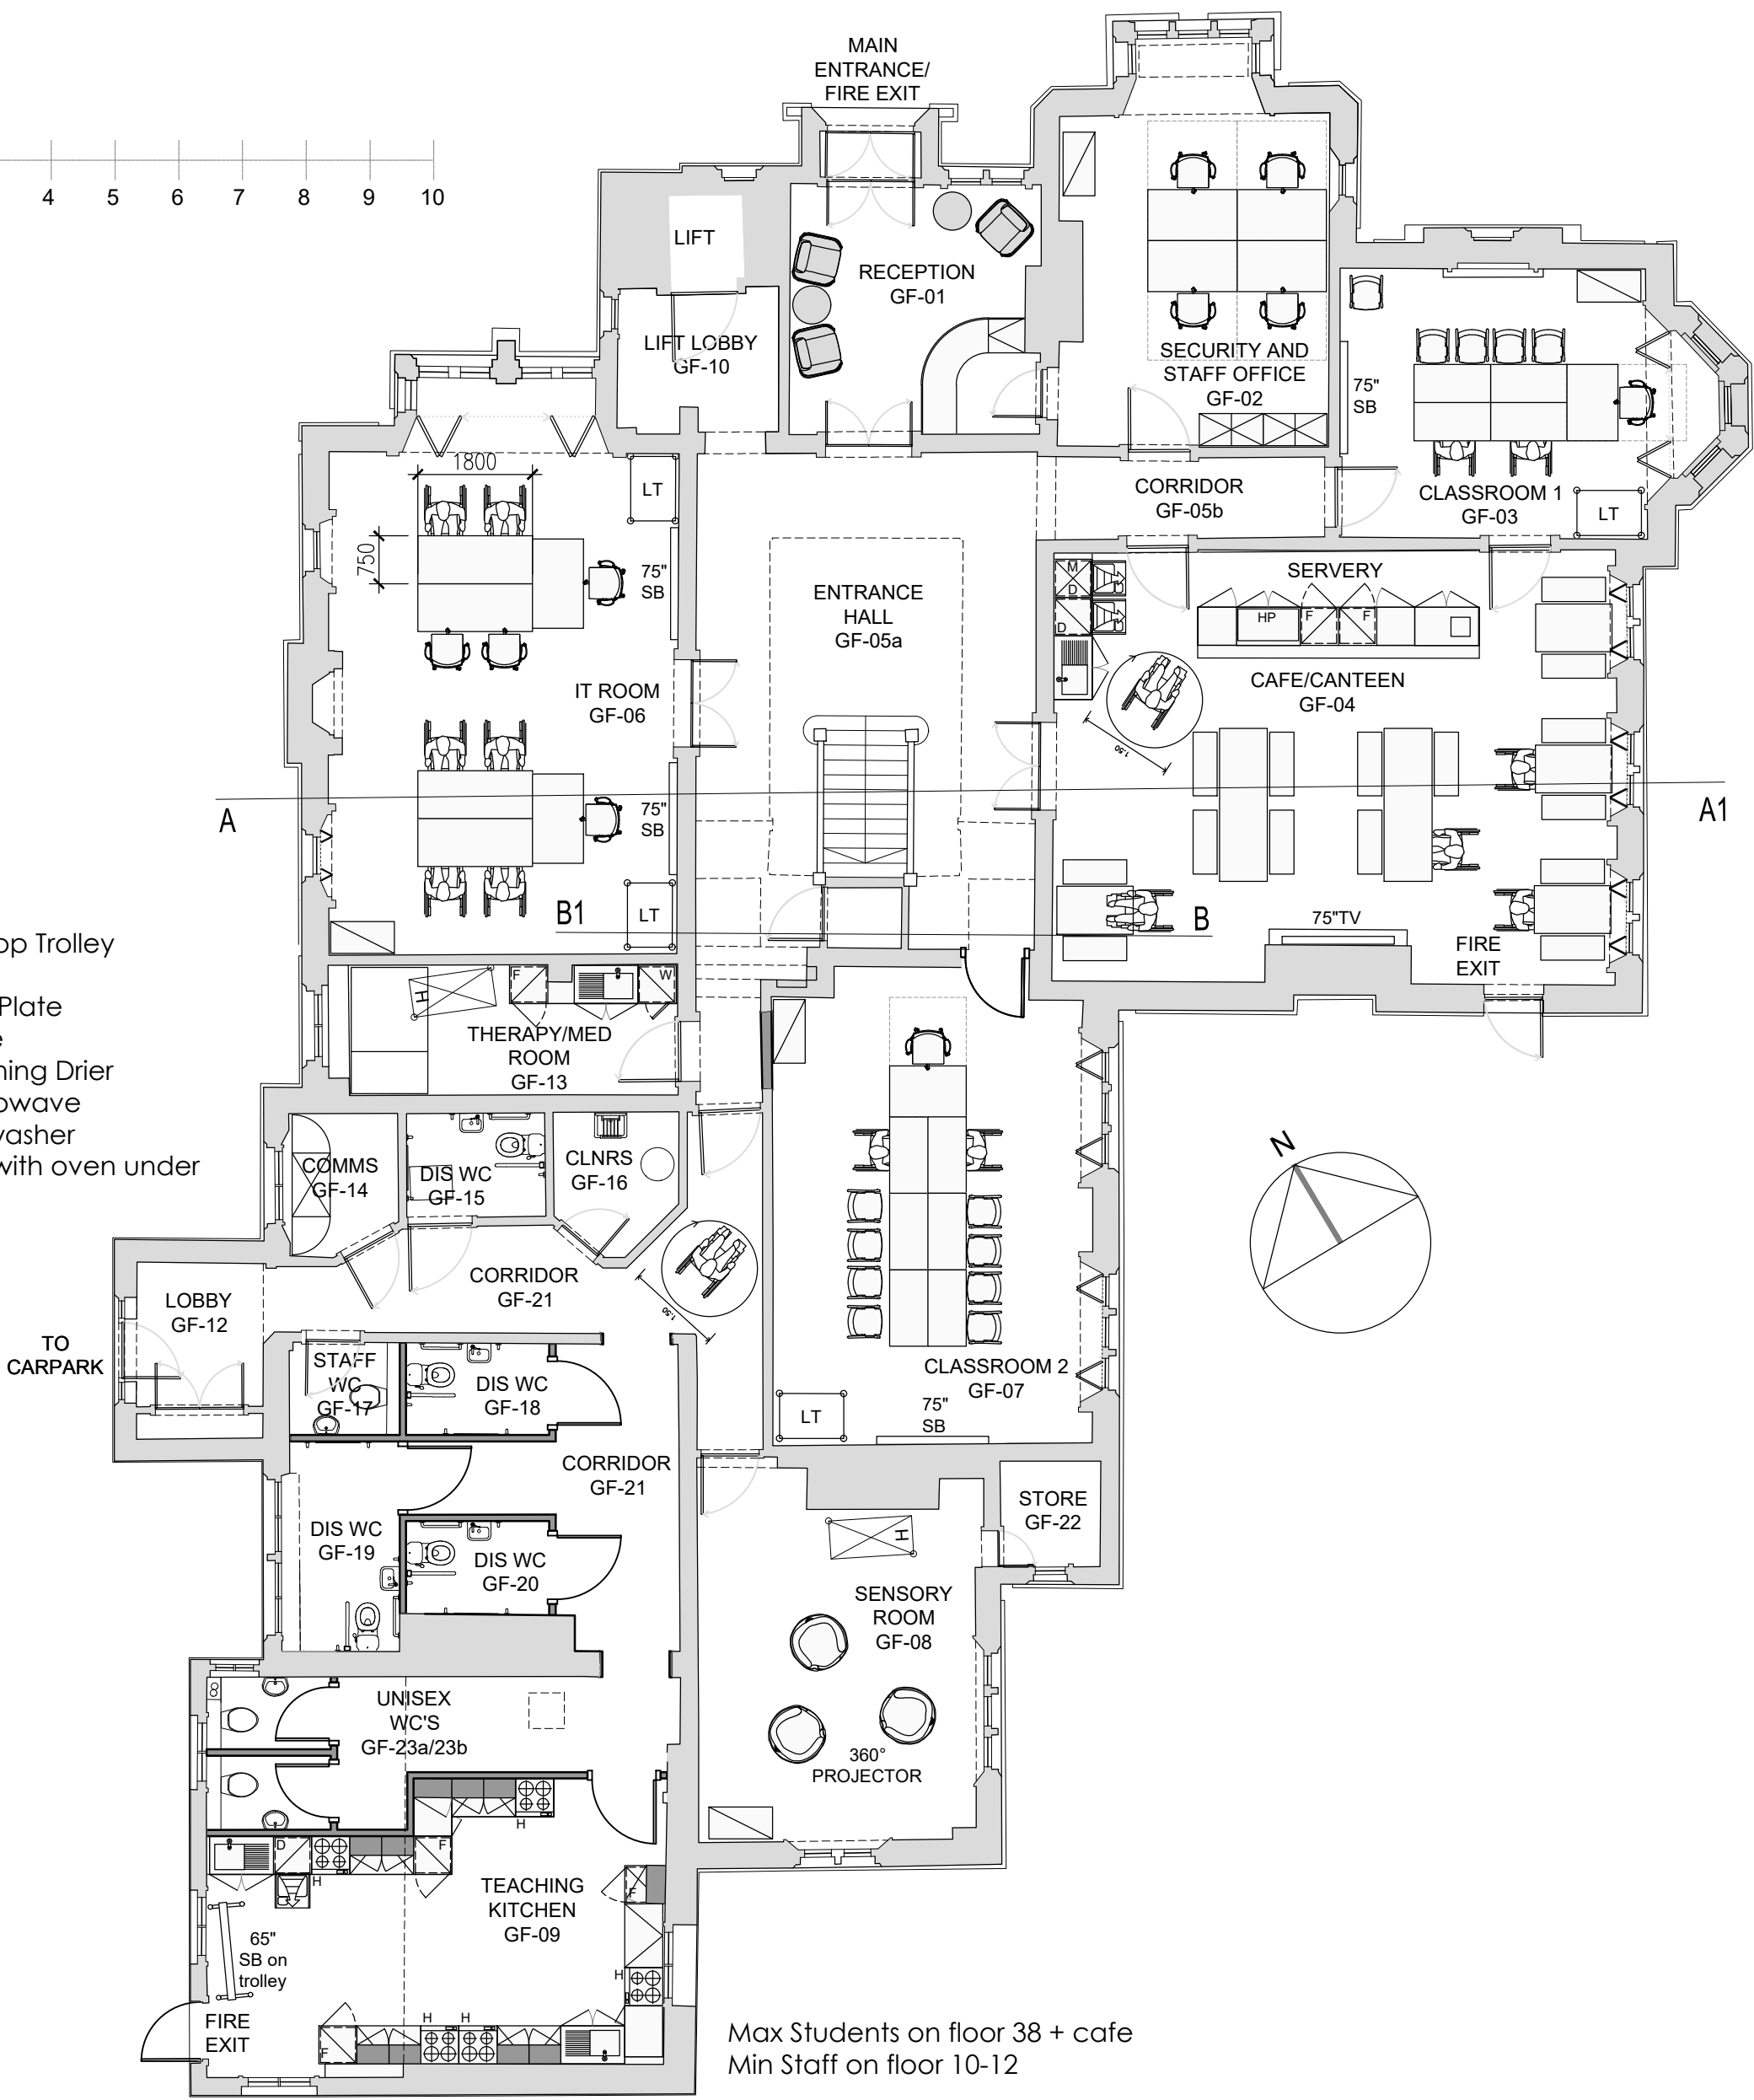 MAIN
ENTRANCE/
FIRE EXIT
4 5 6 7 8 9 10
LIFT
RECEPTION
GF-01
LIFT LOBBY
GF-10
SECURITY AND
STAFF OFFICE
GF-02
75"
SB
CLASSROOM 1
GF-03
LT
CORRIDOR
GF-05b
1800
750
LT
75"
SB
IT ROOM
GF-06
75"
SB
LT
ENTRANCE
HALL
GF-05a
M
D
D
SERVERY
HP
F
F
CAFE/CANTEEN
GF-04
1.50
A
A1
B1
B
75"TV
FIRE
EXIT
op Trolley
Plate
e
ning Drier
owave
vasher
with oven under
H
F
W
THERAPY/MED
ROOM
GF-13
COMMS
GF-14
DIS WC
GF-15
CLNRS
GF-16
N
CORRIDOR
GF-21
1.50
LOBBY
GF-12
TO
CARPARK
STAFF
WC
GF-17
DIS WC
GF-18
CLASSROOM 2
GF-07
LT
75"
SB
CORRIDOR
GF-21
DIS WC
GF-19
DIS WC
GF-20
STORE
GF-22
H
SENSORY
ROOM
GF-08
360°
PROJECTOR
UNISEX
WC'S
GF-23a/23b
H
D
H
F
TEACHING
KITCHEN
GF-09
F
65"
SB on
trolley
H
H
H
F
FIRE
EXIT
Max Students on floor 38 + cafe
Min Staff on floor 10-12